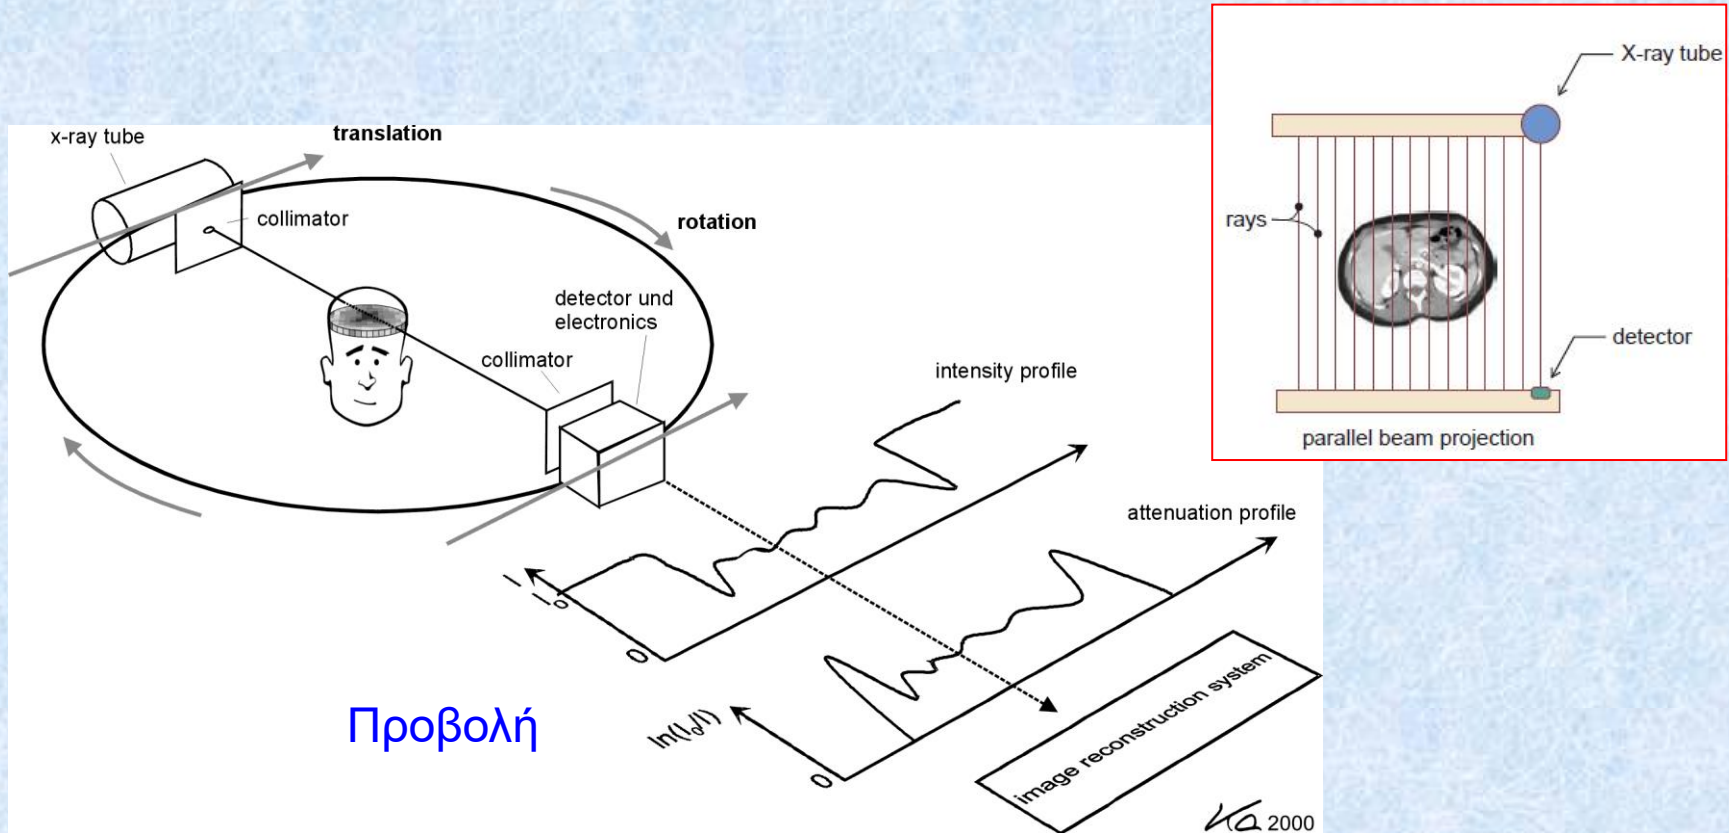 x-ray tube
translation
collimator
rotation
detector und
electronics
collimator
intensity profile
attenuation profile
I
I₀
0
ln(I₀/I)
0
image reconstruction system
Προβολή
2000
X-ray tube
rays
detector
parallel beam projection